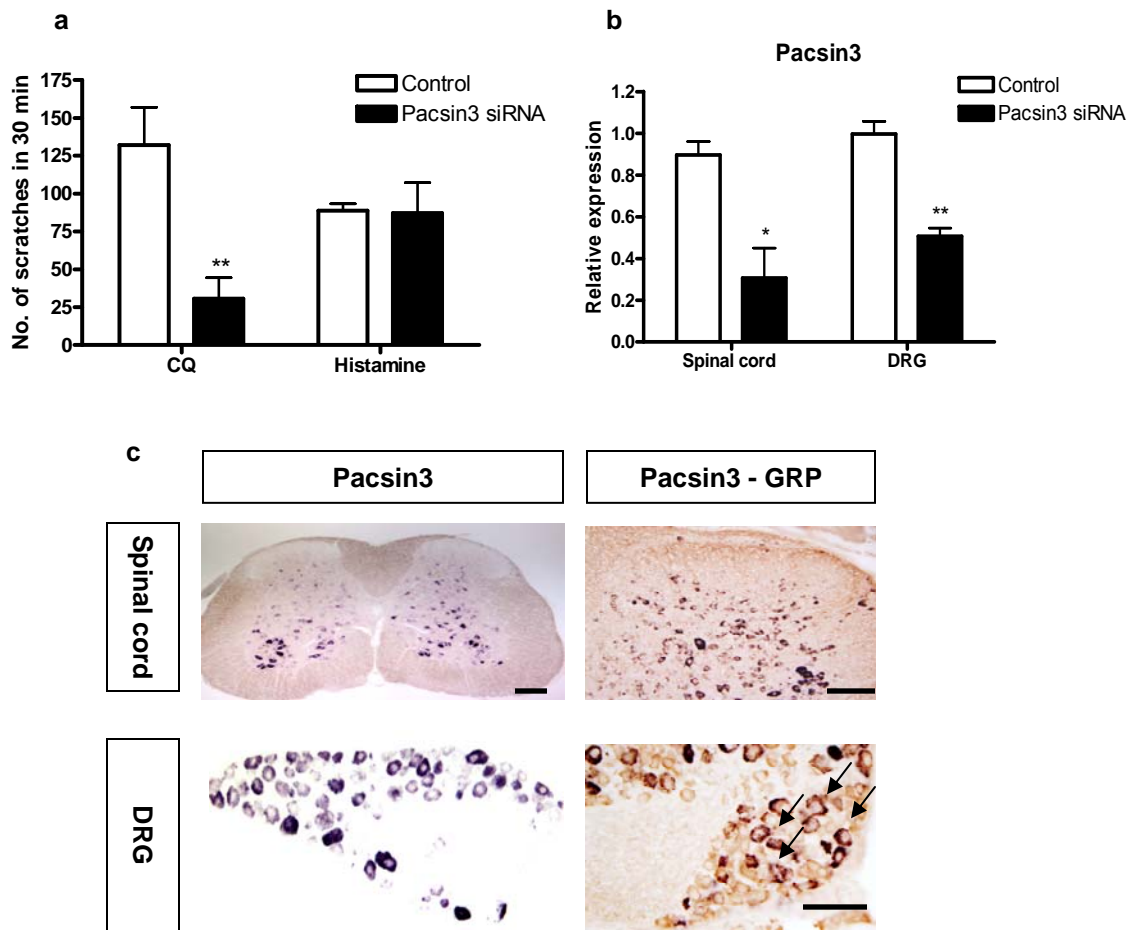 a
No. of scratches in 30 min
175
150
125
100
75
50
25
0
Control
Pacsin3 siRNA
**
CQ
Histamine
b
Pacsin3
Relative expression
1.2
1.0
0.8
0.6
0.4
0.2
0.0
Control
Pacsin3 siRNA
*
**
Spinal cord
DRG
c
Pacsin3
Pacsin3 - GRP
Spinal cord
DRG